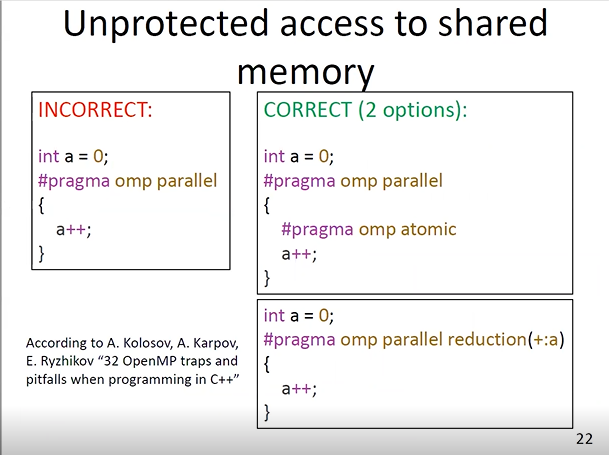 Unprotected access to shared
memory
INCORRECT:
int a = 0;
#pragma omp parallel
{
a++;
}
CORRECT (2 options):
int a = 0;
#pragma omp parallel
{
#pragma omp atomic
a++;
}
int a = 0;
#pragma omp parallel reduction(+:a)
{
a++;
}
According to A. Kolosov, A. Karpov,
E. Ryzhikov “32 OpenMP traps and
pitfalls when programming in C++”
22